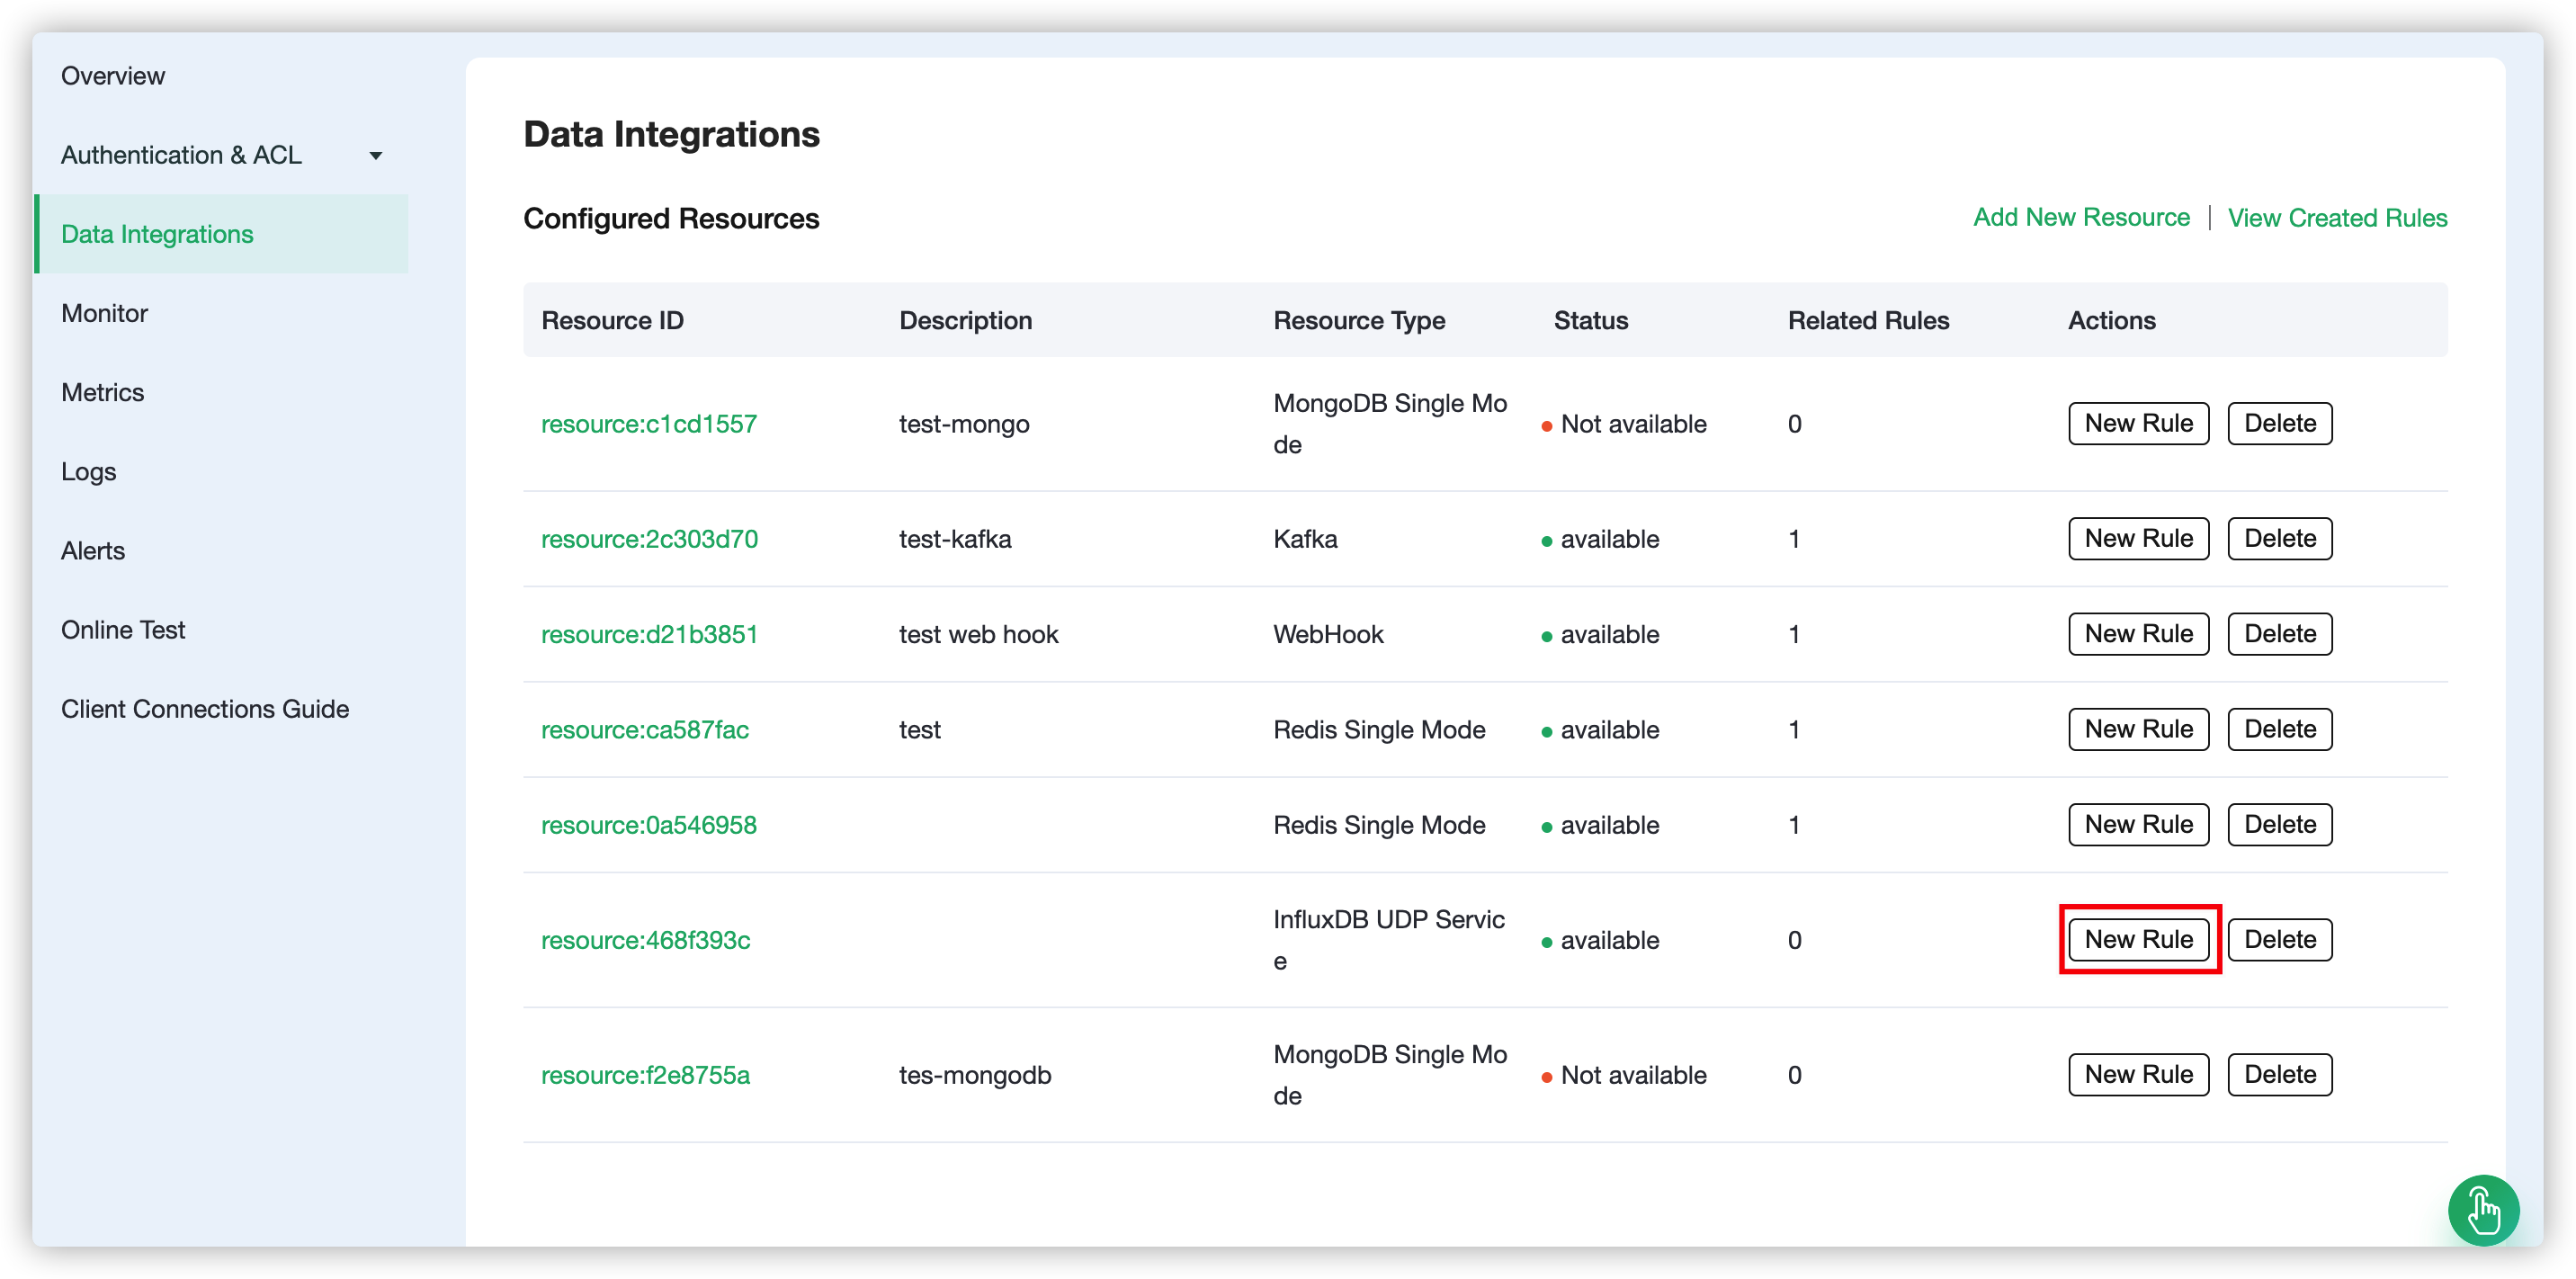 Overview
Authentication & ACL
Data Integrations
Monitor
Metrics
Logs
Alerts
Online Test
Client Connections Guide
Data Integrations
Configured Resources
Add New Resource | View Created Rules
Resource ID Description Resource Type Status Related Rules Actions
resource:c1cd1557 test-mongo MongoDB Single Mo
de Not available 0 New Rule Delete
resource:2c303d70 test-kafka Kafka available 1 New Rule Delete
resource:d21b3851 test web hook WebHook available 1 New Rule Delete
resource:ca587fac test Redis Single Mode available 1 New Rule Delete
resource:0a546958 Redis Single Mode available 1 New Rule Delete
resource:468f393c InfluxDB UDP Servic
e available 0 New Rule Delete
resource:f2e8755a tes-mongodb MongoDB Single Mo
de Not available 0 New Rule Delete